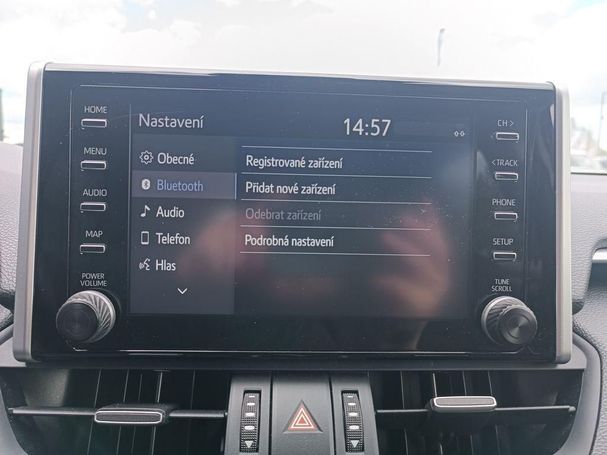 Nastavení
14:57
Obecné
Bluetooth
Audio
Telefon
Hlas
Registrované zařízení
Přidat nové zařízení
Odebrat zařízení
Podrobná nastavení
HOME
MENU
AUDIO
MAP
POWER
VOLUME
CH >
< TRACK
PHONE
SETUP
TUNE
SCROLL